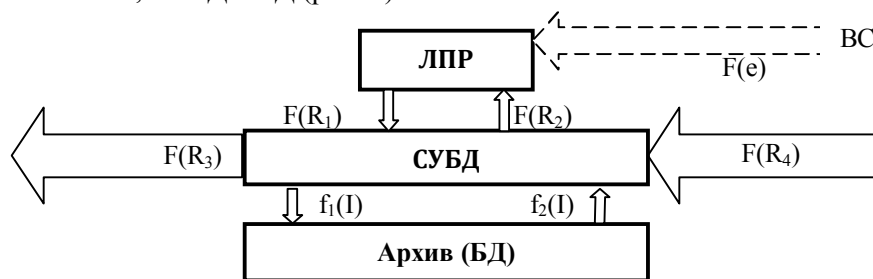 ВС
ЛПР
F(e)
F(R₁)
F(R₂)
F(R₃)
СУБД
F(R₄)
f₁(I)
f₂(I)
Архив (БД)